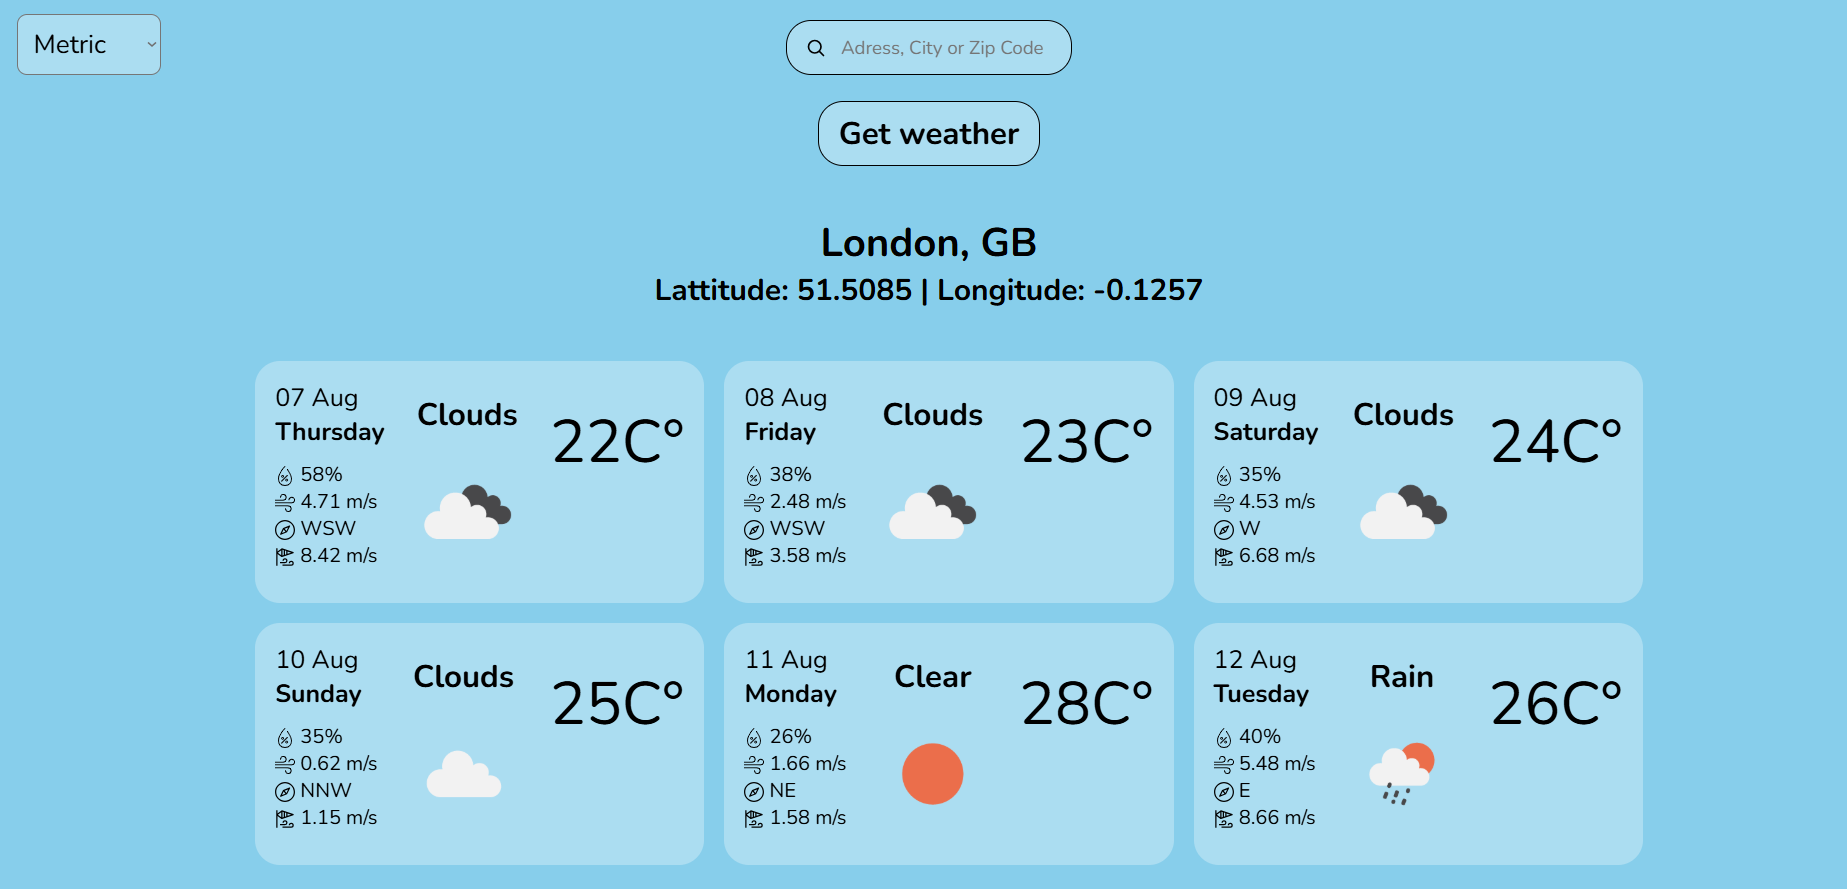 Metric
Adress, City or Zip Code
Get weather
London, GB
Lattitude: 51.5085 | Longitude: -0.1257
07 Aug
Thursday
58%
4.71 m/s
WSW
8.42 m/s
Clouds
22C°
08 Aug
Friday
38%
2.48 m/s
WSW
3.58 m/s
Clouds
23C°
09 Aug
Saturday
35%
4.53 m/s
W
6.68 m/s
Clouds
24C°
10 Aug
Sunday
35%
0.62 m/s
NNW
1.15 m/s
Clouds
25C°
11 Aug
Monday
26%
1.66 m/s
NE
1.58 m/s
Clear
28C°
12 Aug
Tuesday
40%
5.48 m/s
E
8.66 m/s
Rain
26C°